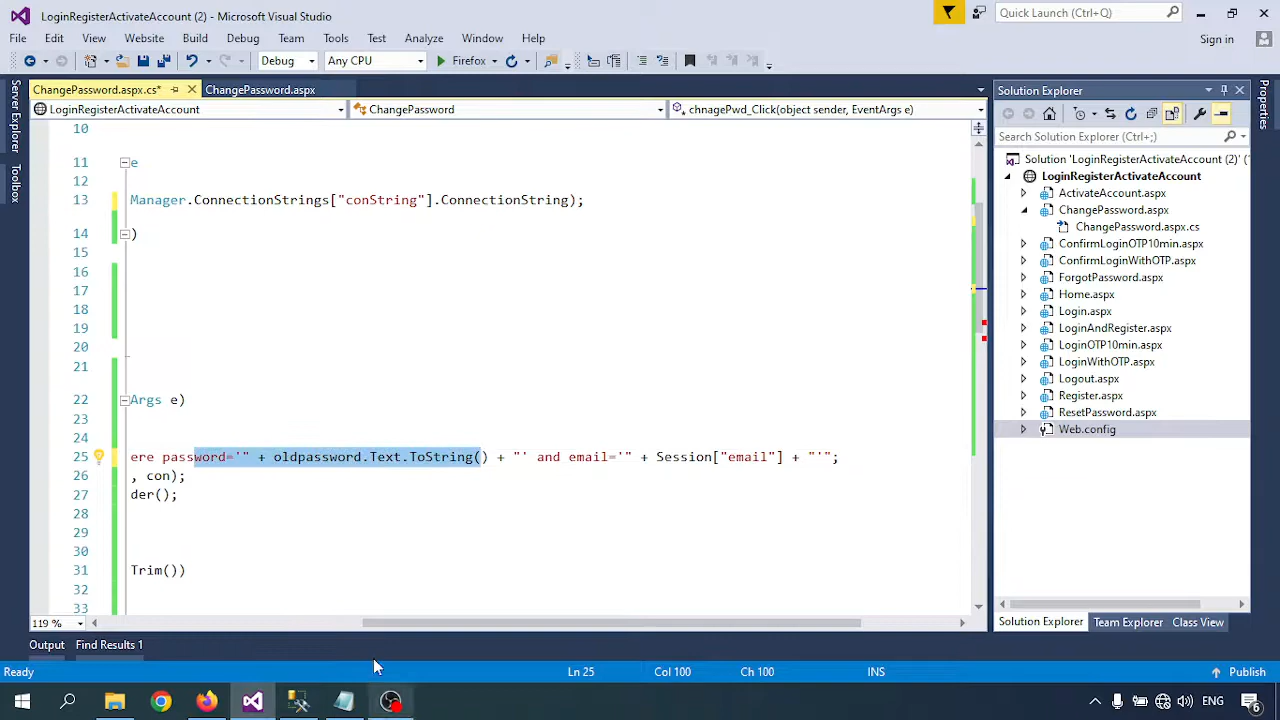 LoginRegisterActivateAccount (2) - Microsoft Visual Studio
Quick Launch (Ctrl+Q)
File Edit View Website Build Debug Team Tools Test Analyze Window Help
Sign in
Debug Any CPU Firefox
Server Explorer
Toolbox
ChangePassword.aspx.cs* ChangePassword.aspx
LoginRegisterActivateAccount ChangePassword chnagePwd_Click(object sender, EventArgs e)
10
11 e
12
13 Manager.ConnectionStrings["conString"].ConnectionString);
14 )
15
16
17
18
19
20
21
22 Args e)
23
24
25 ere password='" + oldpassword.Text.ToString() + "' and email='" + Session["email"] + "'";
26 , con);
27 der();
28
29
30
31 Trim())
32
33
119 %
Solution Explorer
Search Solution Explorer (Ctrl+;)
Solution 'LoginRegisterActivateAccount (2)' (
LoginRegisterActivateAccount
ActivateAccount.aspx
ChangePassword.aspx
ChangePassword.aspx.cs
ConfirmLoginOTP10min.aspx
ConfirmLoginWithOTP.aspx
ForgotPassword.aspx
Home.aspx
Login.aspx
LoginAndRegister.aspx
LoginOTP10min.aspx
LoginWithOTP.aspx
Logout.aspx
Register.aspx
ResetPassword.aspx
Web.config
Solution Explorer Team Explorer Class View
Properties
Output Find Results 1
Ready Ln 25 Col 100 Ch 100 INS Publish
ENG 6